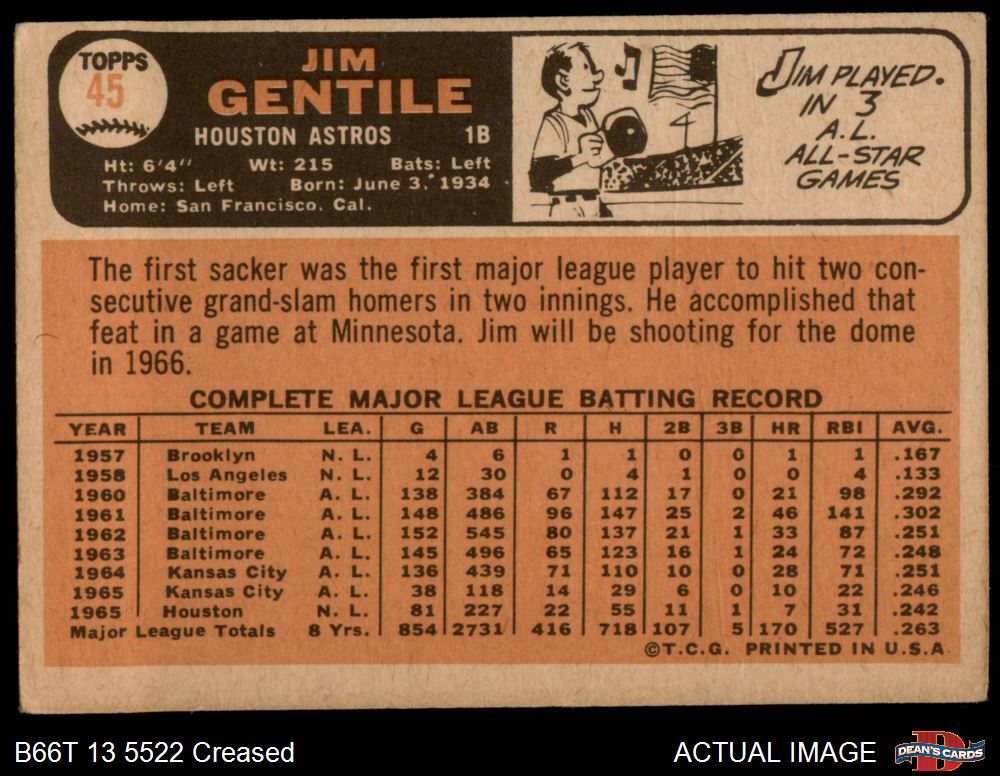 TOPPS
45
JIM
GENTILE
HOUSTON ASTROS 1B
Ht: 6'4" Wt: 215 Bats: Left
Throws: Left Born: June 3, 1934
Home: San Francisco, Cal.
4
JIM PLAYED
IN 3
A.L.
ALL-STAR
GAMES
The first sacker was the first major league player to hit two con-
secutive grand-slam homers in two innings. He accomplished that
feat in a game at Minnesota. Jim will be shooting for the dome
in 1966.
COMPLETE MAJOR LEAGUE BATTING RECORD
YEAR TEAM LEA. G AB R H 2B 3B HR RBI AVG.
1957 Brooklyn N. L. 4 6 1 1 0 0 1 1 .167
1958 Los Angeles N. L. 12 30 0 4 1 0 0 4 .133
1960 Baltimore A. L. 138 384 67 112 17 0 21 98 .292
1961 Baltimore A. L. 148 486 96 147 25 2 46 141 .302
1962 Baltimore A. L. 152 545 80 137 21 1 33 87 .251
1963 Baltimore A. L. 145 496 65 123 16 1 24 72 .248
1964 Kansas City A. L. 136 439 71 110 10 0 28 71 .251
1965 Kansas City A. L. 38 118 14 29 6 0 10 22 .246
1965 Houston N. L. 81 227 22 55 11 1 7 31 .242
Major League Totals 8 Yrs. 854 2731 416 718 107 5 170 527 .263
©T.C.G. PRINTED IN U.S.A.
B66T 13 5522 Creased
ACTUAL IMAGE
D
DEAN'S CARDS